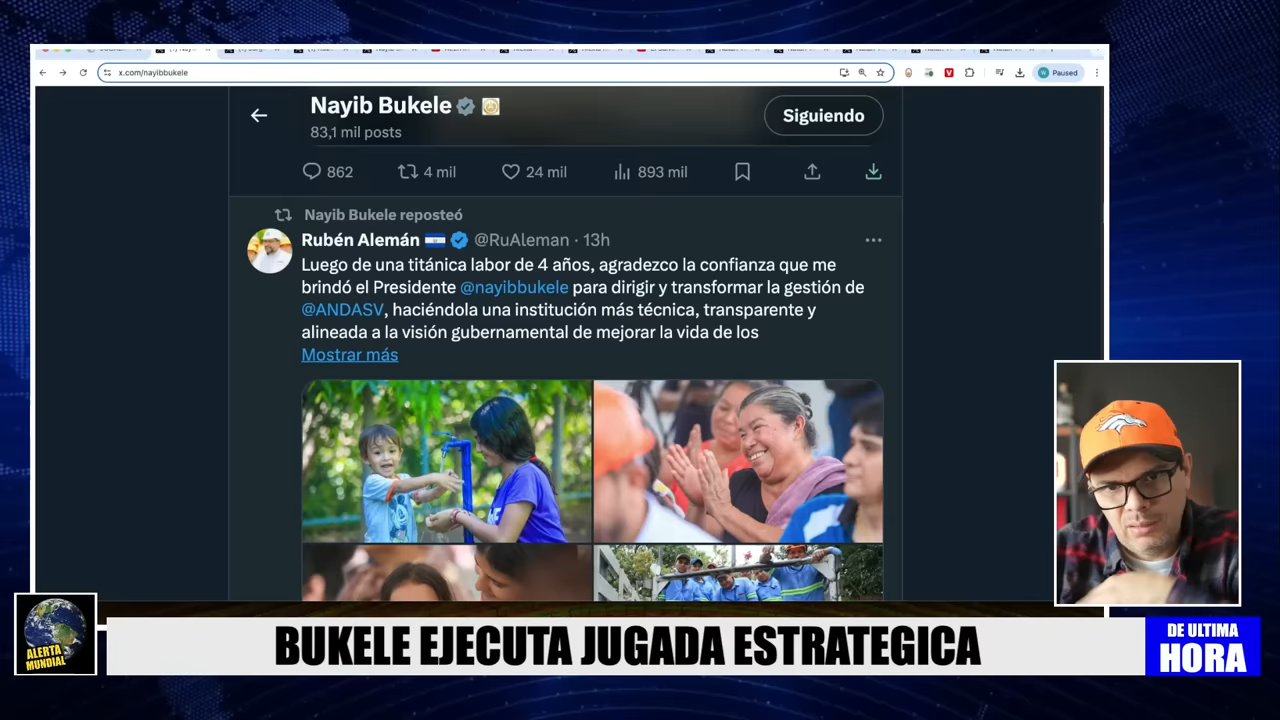 x.com/nayibbukele
W Paused
Nayib Bukele
83,1 mil posts
Siguiendo
862
4 mil
24 mil
893 mil
Nayib Bukele reposteó
Rubén Alemán @RuAleman · 13h
Luego de una titánica labor de 4 años, agradezco la confianza que me
brindó el Presidente @nayibbukele para dirigir y transformar la gestión de
@ANDASV, haciéndola una institución más técnica, transparente y
alineada a la visión gubernamental de mejorar la vida de los
Mostrar más
ALERTA
MUNDIAL
BUKELE EJECUTA JUGADA ESTRATEGICA
DE ULTIMA
HORA